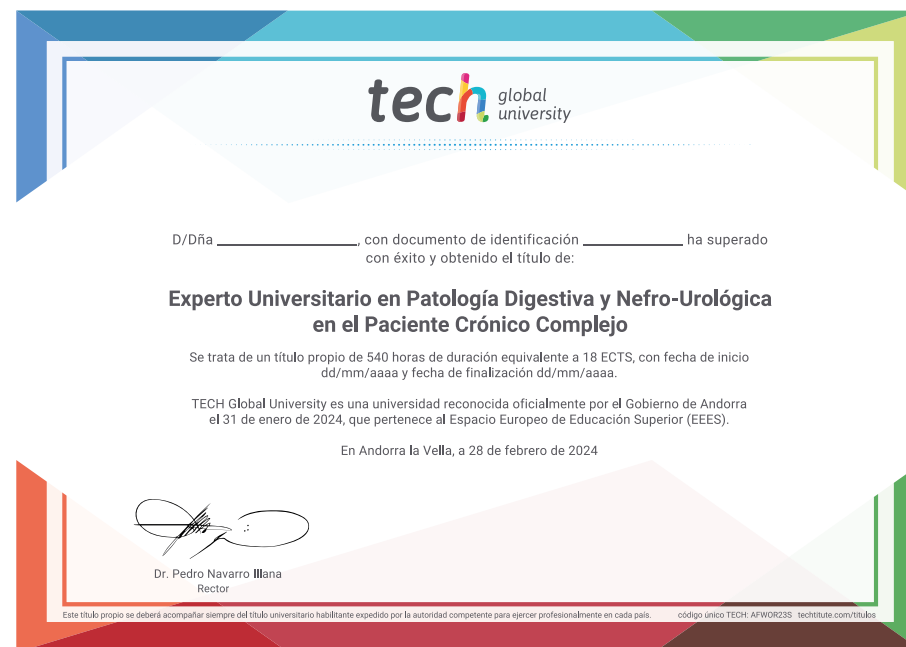 tech global university
D/Dña ____________________, con documento de identificación ______________ ha superado
con éxito y obtenido el título de:
Experto Universitario en Patología Digestiva y Nefro-Urológica
en el Paciente Crónico Complejo
Se trata de un título propio de 540 horas de duración equivalente a 18 ECTS, con fecha de inicio
dd/mm/aaaa y fecha de finalización dd/mm/aaaa.
TECH Global University es una universidad reconocida oficialmente por el Gobierno de Andorra
el 31 de enero de 2024, que pertenece al Espacio Europeo de Educación Superior (EEES).
En Andorra la Vella, a 28 de febrero de 2024
Dr. Pedro Navarro Illana
Rector
Este título propio se deberá acompañar siempre del título universitario habilitante expedido por la autoridad competente para ejercer profesionalmente en cada país. código único TECH: AFWOR23S techtitute.com/titulos